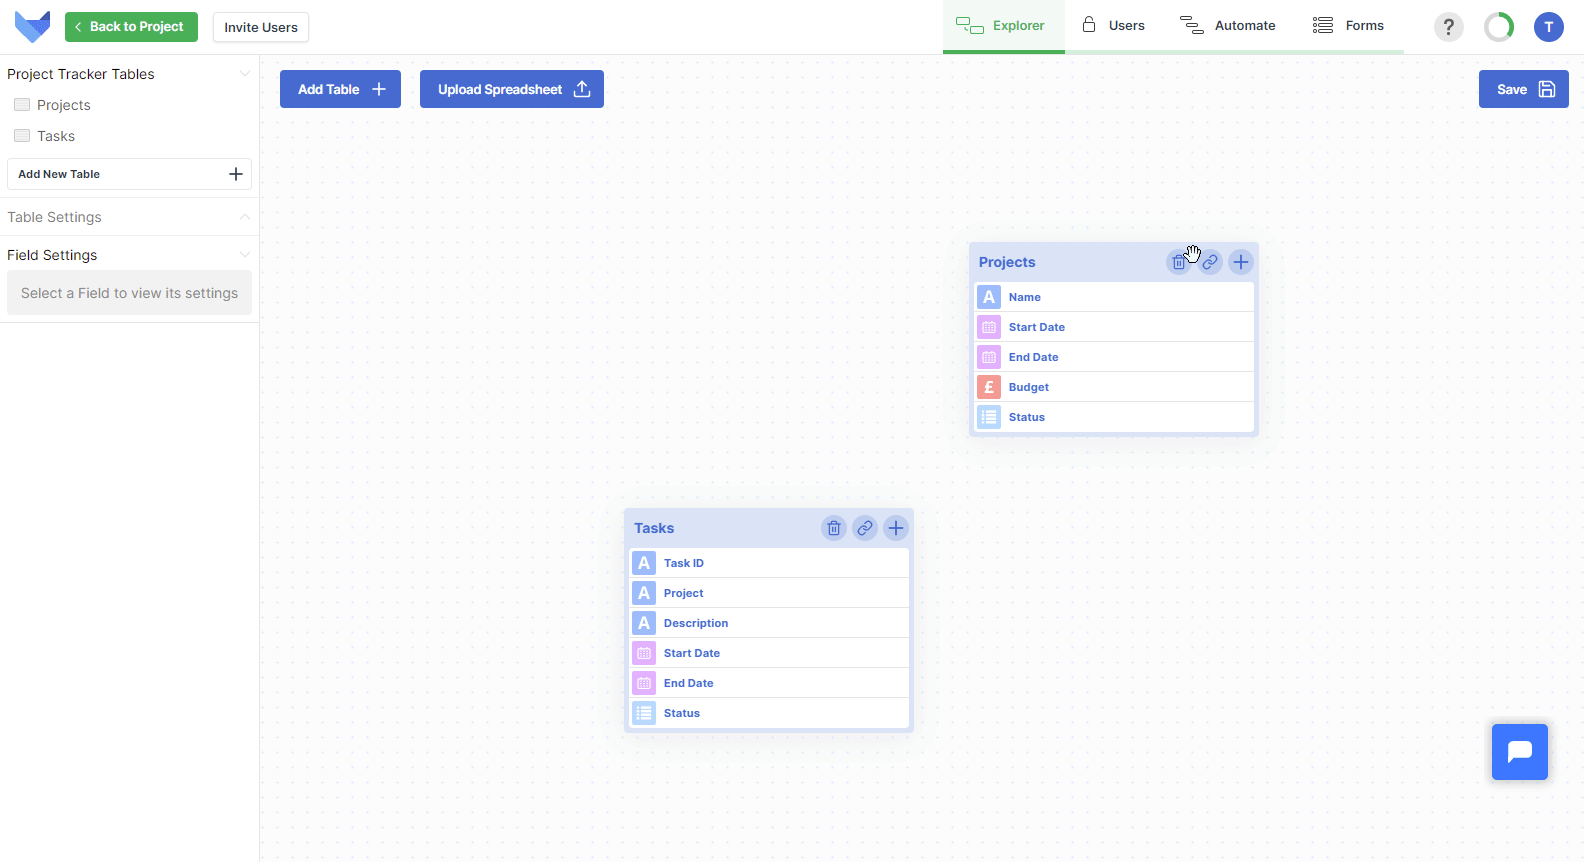 Back to Project
Invite Users
Explorer
Users
Automate
Forms
?
T
Project Tracker Tables
Projects
Tasks
Add New Table
Table Settings
Field Settings
Select a Field to view its settings
Add Table
Upload Spreadsheet
Save
Projects
A Name
Start Date
End Date
£ Budget
Status
Tasks
A Task ID
A Project
A Description
Start Date
End Date
Status